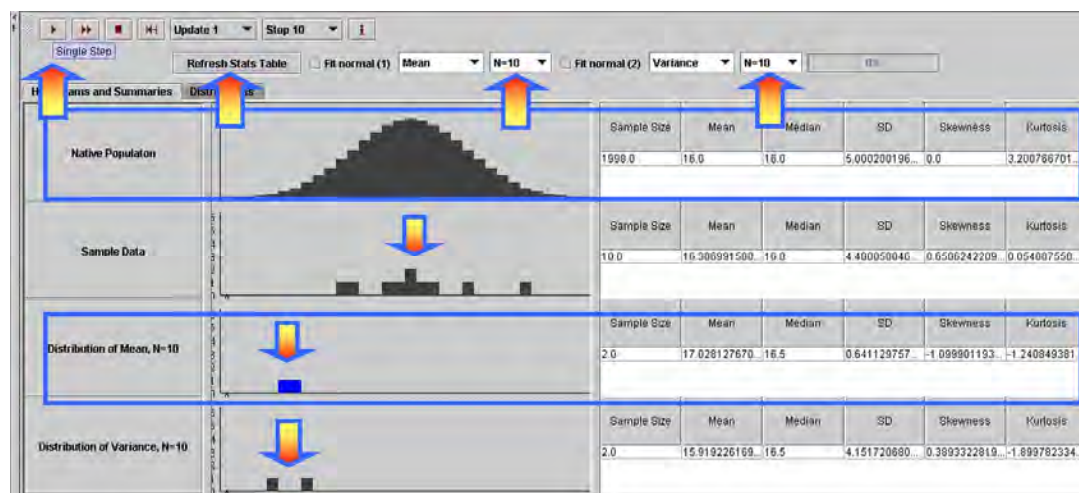 Update 1 Stop 10 i
Single Step
Refresh Stats Table Fit normal (1) Mean N=10 Fit normal (2) Variance N=10
Distri
Sample Size Mean Median SD Skewness Kurtosis
Native Populaton
1998.0 16.0 16.0 5.000200196... 0.0 3.200766701...
Sample Size Mean Median SD Skewness Kurtosis
Sample Data
10.0 16.306991500... 16.0 4.400050046... 0.6506242209... 0.054007550...
Sample Size Mean Median SD Skewness Kurtosis
Distribution of Mean, N=10
2.0 17.028127670... 16.5 0.641129757... -1.099901193... -1.240849381...
Sample Size Mean Median SD Skewness Kurtosis
Distribution of Variance, N=10
2.0 15.919226169... 16.5 4.151720680... 0.3893322819... -1.899782334...